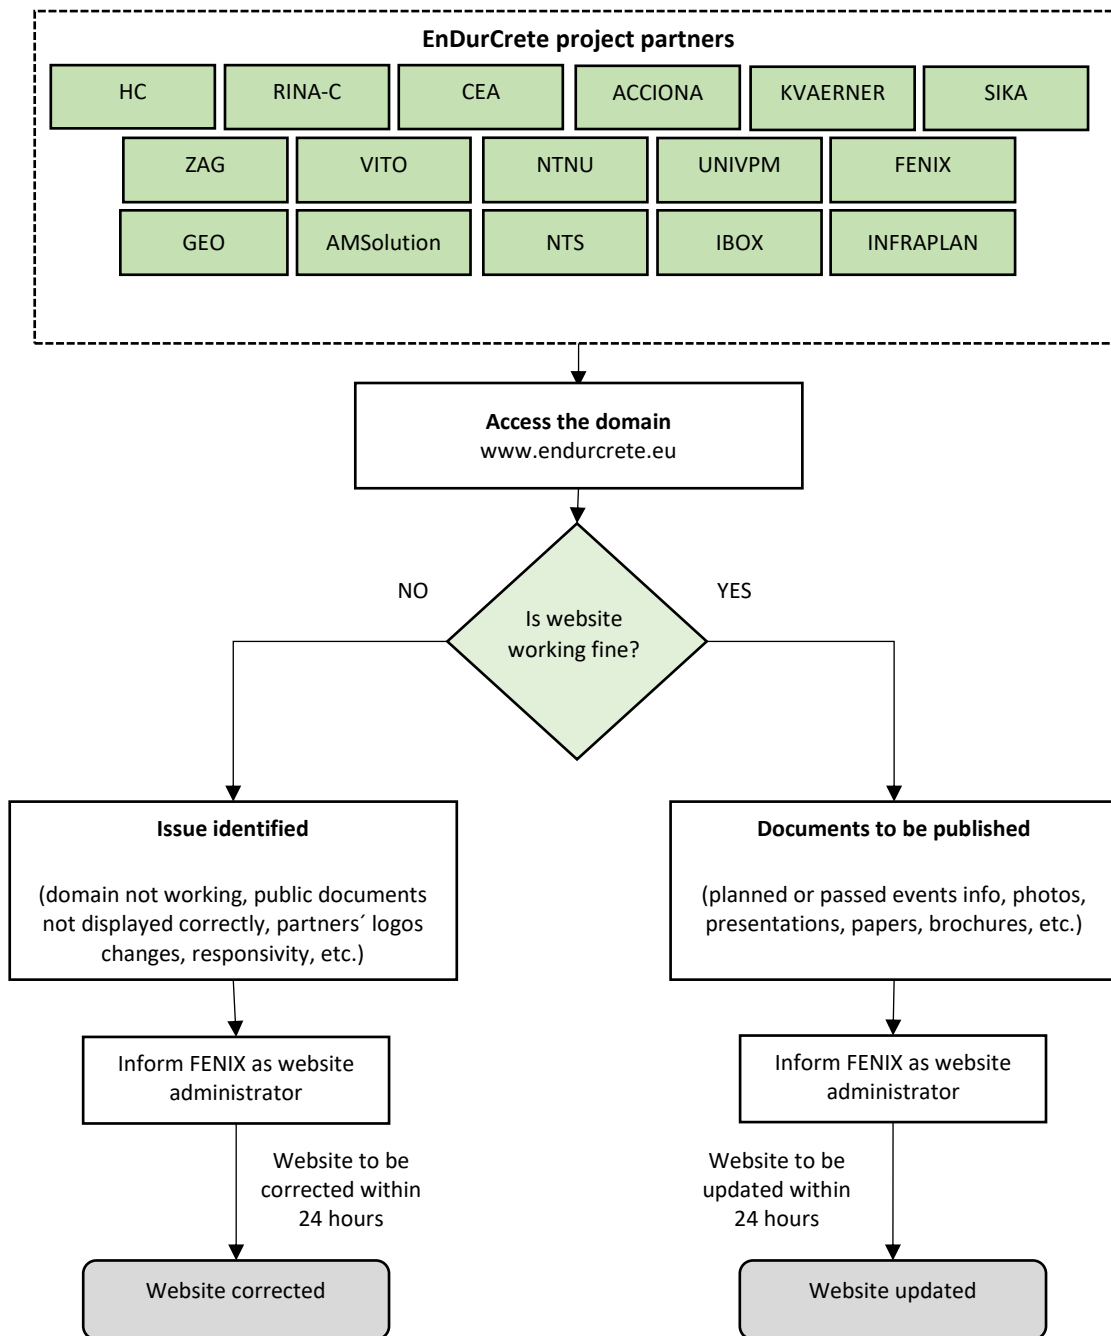 EnDurCrete project partners
HC
RINA-C
CEA
ACCIONA
KVAERNER
SIKA
ZAG
VITO
NTNU
UNIVPM
FENIX
GEO
AMSolution
NTS
IBOX
INFRAPLAN
Access the domain
www.endurcrete.eu
NO
YES
Is website
working fine?
Issue identified
(domain not working, public documents
not displayed correctly, partners´ logos
changes, responsivity, etc.)
Documents to be published
(planned or passed events info, photos,
presentations, papers, brochures, etc.)
Inform FENIX as website
administrator
Inform FENIX as website
administrator
Website to be
corrected within
24 hours
Website to be
updated within
24 hours
Website corrected
Website updated